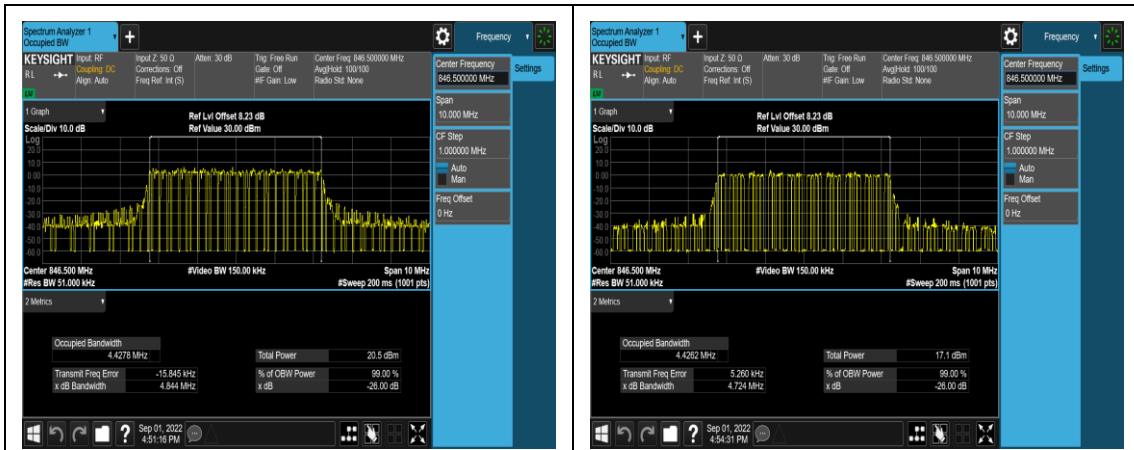 Spectrum Analyzer 1
Occupied BW
+
Frequency
KEYSIGHT Input: RF Input Z: 50 Ω Atten: 30 dB Trig: Free Run Center Freq: 846.500000 MHz
Coupling: DC Corrections: Off Gate: Off Avg|Hold: 100/100
RL Align: Auto Freq Ref: Int (S) #IF Gain: Low Radio Std: None
Center Frequency
846.500000 MHz
Settings
Span
10.000 MHz
CF Step
1.000000 MHz
Auto
Man
Freq Offset
0 Hz
1 Graph
Ref Lvl Offset 8.23 dB
Scale/Div 10.0 dB Ref Value 30.00 dBm
Log
20.0
10.0
0.00
-10.0
-20.0
-30.0
-40.0
-50.0
-60.0
Center 846.500 MHz #Video BW 150.00 kHz Span 10 MHz
#Res BW 51.000 kHz #Sweep 200 ms (1001 pts)
2 Metrics
Occupied Bandwidth
4.4278 MHz
Total Power 20.5 dBm
Transmit Freq Error -15.845 kHz % of OBW Power 99.00 %
x dB Bandwidth 4.844 MHz x dB -26.00 dB
Sep 01, 2022
4:51:16 PM
Spectrum Analyzer 1
Occupied BW
+
Frequency
KEYSIGHT Input: RF Input Z: 50 Ω Atten: 30 dB Trig: Free Run Center Freq: 846.500000 MHz
Coupling: DC Corrections: Off Gate: Off Avg|Hold: 100/100
RL Align: Auto Freq Ref: Int (S) #IF Gain: Low Radio Std: None
Center Frequency
846.500000 MHz
Settings
Span
10.000 MHz
CF Step
1.000000 MHz
Auto
Man
Freq Offset
0 Hz
1 Graph
Ref Lvl Offset 8.23 dB
Scale/Div 10.0 dB Ref Value 30.00 dBm
Log
20.0
10.0
0.00
-10.0
-20.0
-30.0
-40.0
-50.0
-60.0
Center 846.500 MHz #Video BW 150.00 kHz Span 10 MHz
#Res BW 51.000 kHz #Sweep 200 ms (1001 pts)
2 Metrics
Occupied Bandwidth
4.4262 MHz
Total Power 17.1 dBm
Transmit Freq Error 5.260 kHz % of OBW Power 99.00 %
x dB Bandwidth 4.724 MHz x dB -26.00 dB
Sep 01, 2022
4:54:31 PM